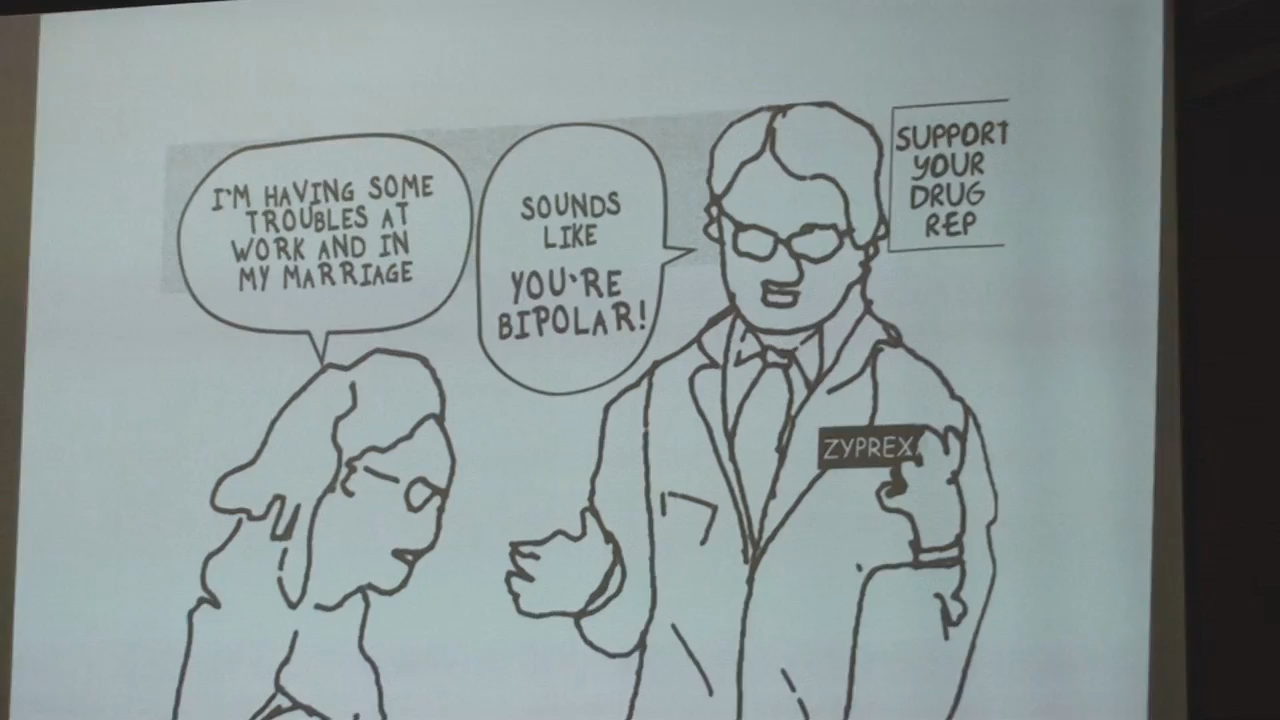 I'M HAVING SOME
TROUBLES AT
WORK AND IN
MY MARRIAGE
SOUNDS
LIKE
YOU'RE
BIPOLAR!
SUPPORT
YOUR
DRUG
REP
ZYPREX